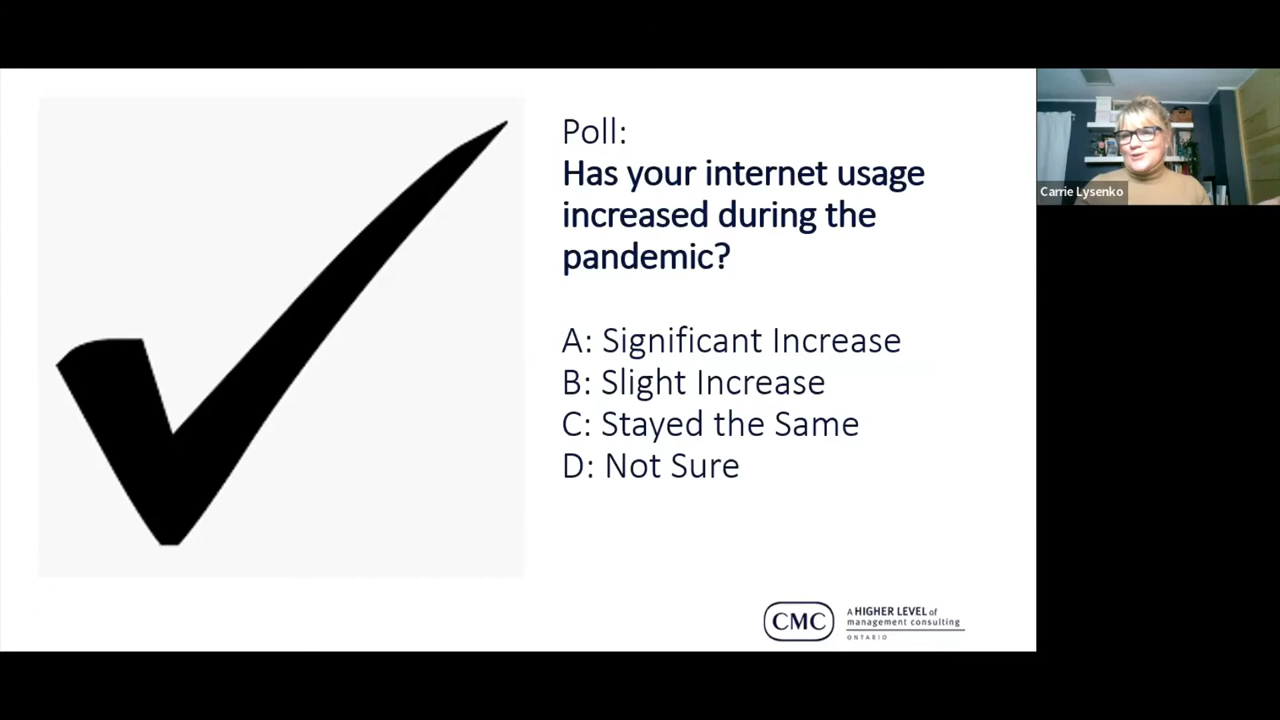 Poll:
Has your internet usage
increased during the
pandemic?
A: Significant Increase
B: Slight Increase
C: Stayed the Same
D: Not Sure
Carrie Lysenko
CMC
A HIGHER LEVEL of
management consulting
ONTARIO